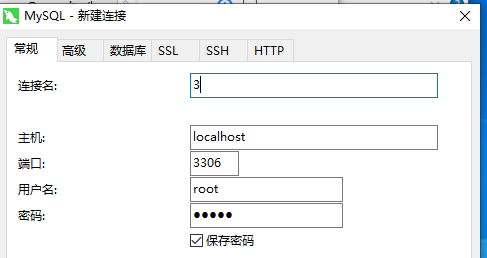 MySQL - 新建连接
常规 高级 数据库 SSL SSH HTTP
连接名: 3
主机: localhost
端口: 3306
用户名: root
密码: ●●●●●
保存密码